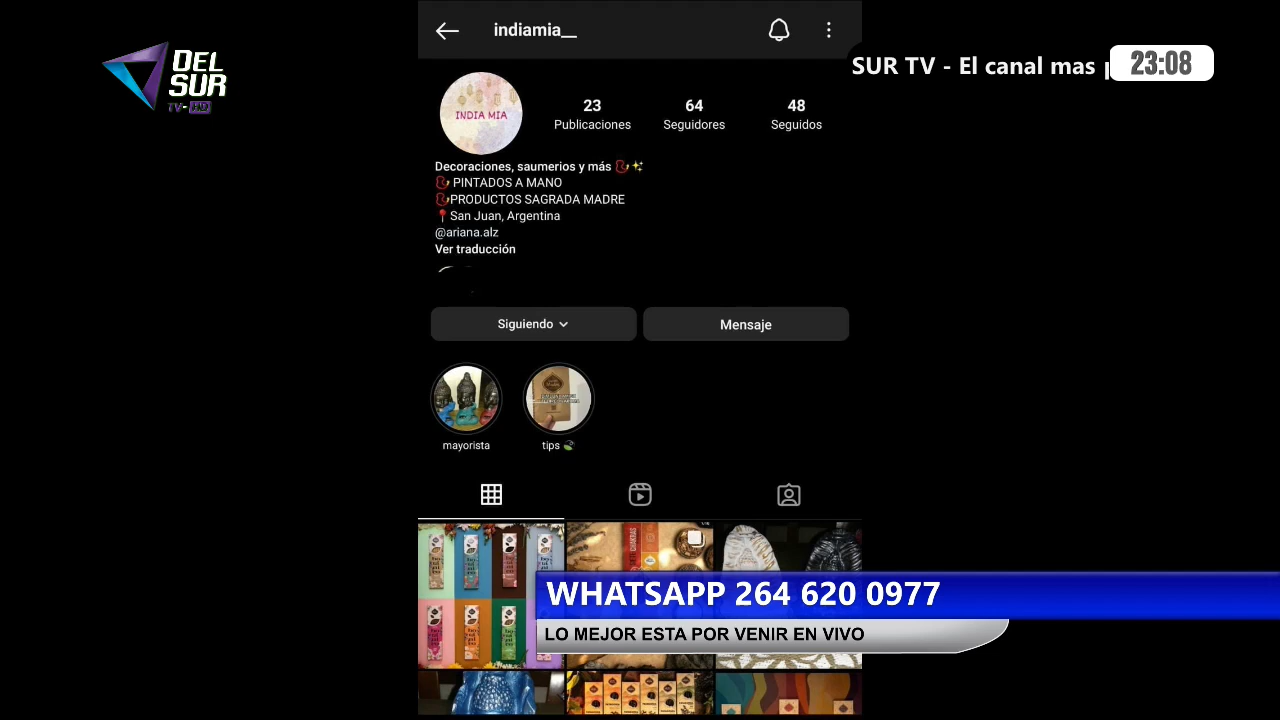 indiamia__
DEL
SUR
TV-HD
SUR TV - El canal mas
23:08
INDIA MIA
23
Publicaciones
64
Seguidores
48
Seguidos
Decoraciones, saumerios y más
PINTADOS A MANO
PRODUCTOS SAGRADA MADRE
San Juan, Argentina
@ariana.alz
Ver traducción
Siguiendo
Mensaje
mayorista
tips
WHATSAPP 264 620 0977
LO MEJOR ESTA POR VENIR EN VIVO